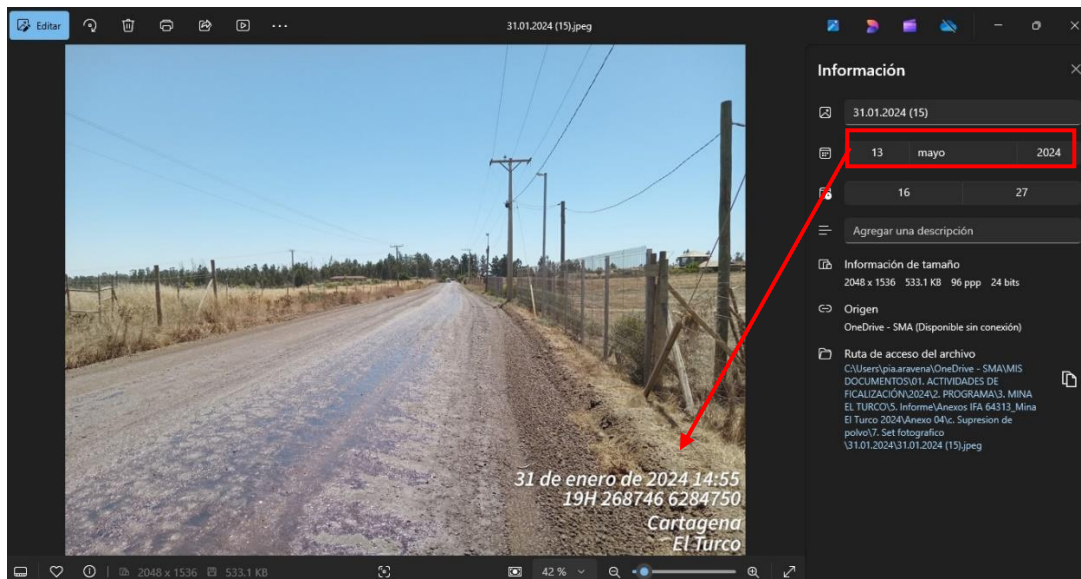 Editar
31.01.2024 (15).jpeg
Información
31.01.2024 (15)
13 mayo 2024
16 27
Agregar una descripción
Información de tamaño
2048 x 1536 533.1 KB 96 ppp 24 bits
Origen
OneDrive - SMA (Disponible sin conexión)
Ruta de acceso del archivo
C:\Users\pia.aravena\OneDrive - SMA\MIS
DOCUMENTOS\01. ACTIVIDADES DE
FICALIZACIÓN\2024\2. PROGRAMA\3. MINA
EL TURCO\5. Informe\Anexos IFA 64313_Mina
El Turco 2024\Anexo 04\c. Supresion de
polvo\7. Set fotografico
\31.01.2024\31.01.2024 (15).jpeg
31 de enero de 2024 14:55
19H 268746 6284750
Cartagena
El Turco
2048 x 1536 533.1 KB
42 %